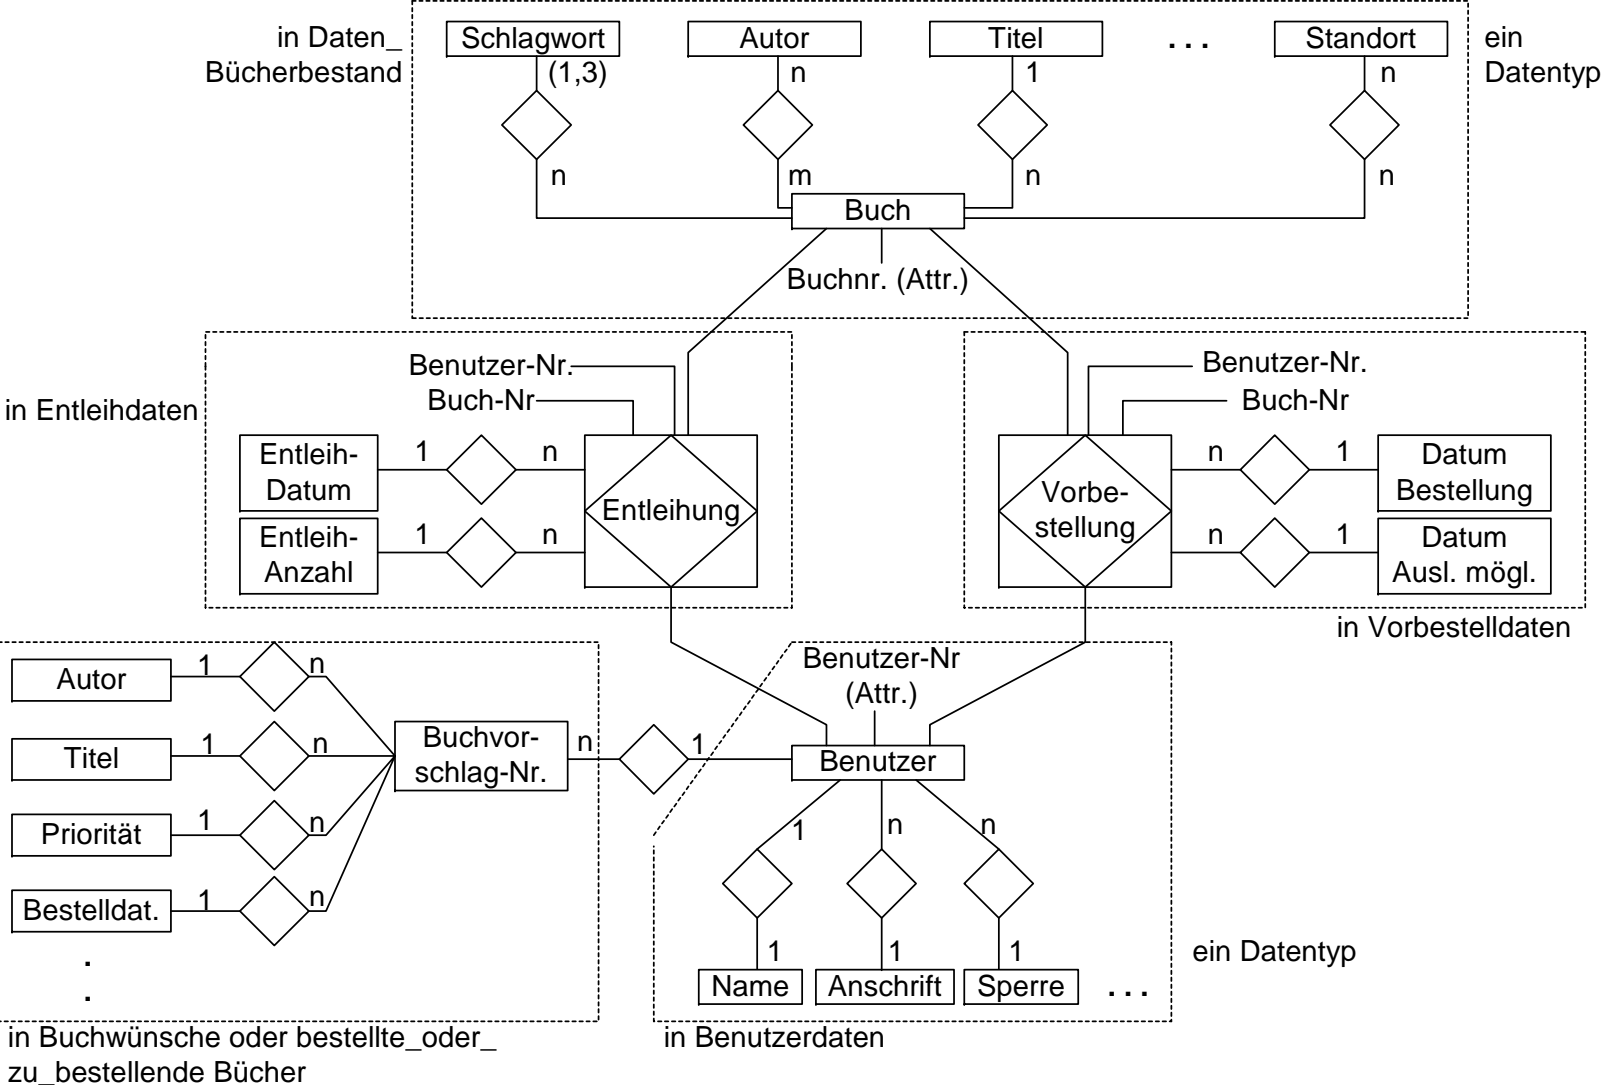 in Daten_
Bücherbestand
Schlagwort
Autor
Titel
. . .
Standort
ein
Datentyp
(1,3)
n
1
n
n
m
n
n
Buch
Buchnr. (Attr.)
in Entleihdaten
Benutzer-Nr.
Buch-Nr
Entleih-
Datum
1
n
Entleihung
Entleih-
Anzahl
1
n
Benutzer-Nr.
Buch-Nr
Vorbe-
stellung
n
1
Datum
Bestellung
n
1
Datum
Ausl. mögl.
in Vorbestelldaten
Autor
1
n
Titel
1
n
Priorität
1
n
Bestelldat.
1
n
.
.
Buchvor-
schlag-Nr.
n
1
in Buchwünsche oder bestellte_oder_
zu_bestellende Bücher
Benutzer-Nr
(Attr.)
Benutzer
1
n
n
1
1
1
Name
Anschrift
Sperre
. . .
ein Datentyp
in Benutzerdaten